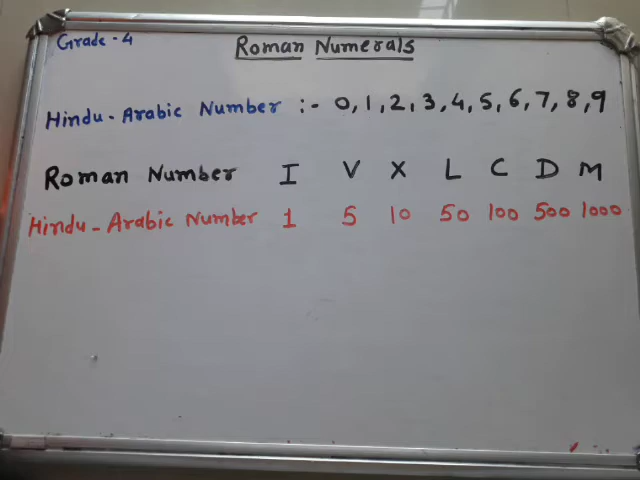 Grade - 4
Roman Numerals
Hindu - Arabic Number :- 0, 1, 2, 3, 4, 5, 6, 7, 8, 9
Roman Number I V X L C D M
Hindu - Arabic Number 1 5 10 50 100 500 1000